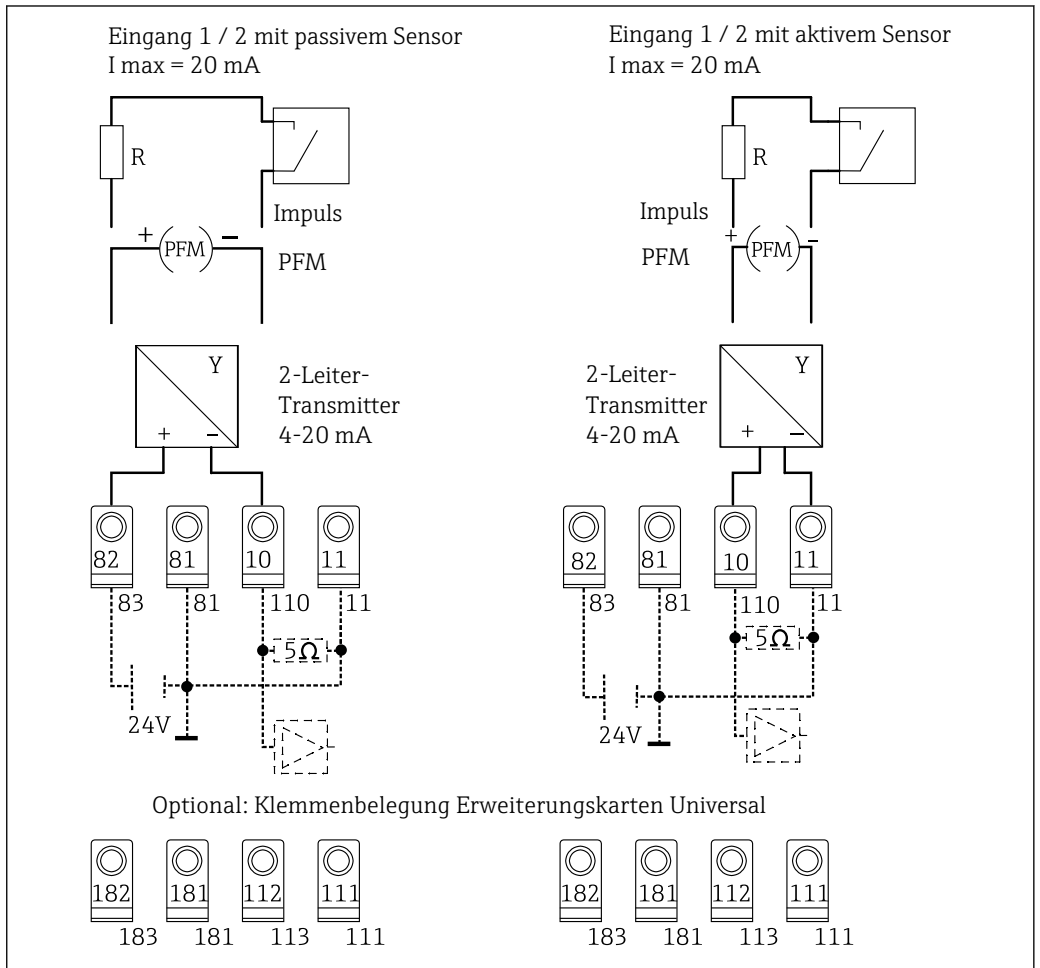 Eingang 1 / 2 mit passivem Sensor
I max = 20 mA
R
Impuls
+ PFM −
PFM
Y
+ −
2-Leiter-
Transmitter
4-20 mA
82 81 10 11
83 81 110 11
5Ω
24V
Eingang 1 / 2 mit aktivem Sensor
I max = 20 mA
R
Impuls
+ PFM -
PFM
Y
+ −
2-Leiter-
Transmitter
4-20 mA
82 81 10 11
83 81 110 11
5Ω
24V
Optional: Klemmenbelegung Erweiterungskarten Universal
182 181 112 111
183 181 113 111
182 181 112 111
183 181 113 111